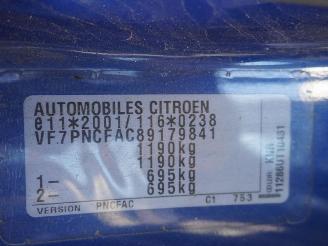 AUTOMOBILES CITROEN
e11*2001/116*0238
VF7PNCFAC89179841
1190kg
1190kg
1- 695kg
2- 695kg
VERSION PNCFAC C1 753